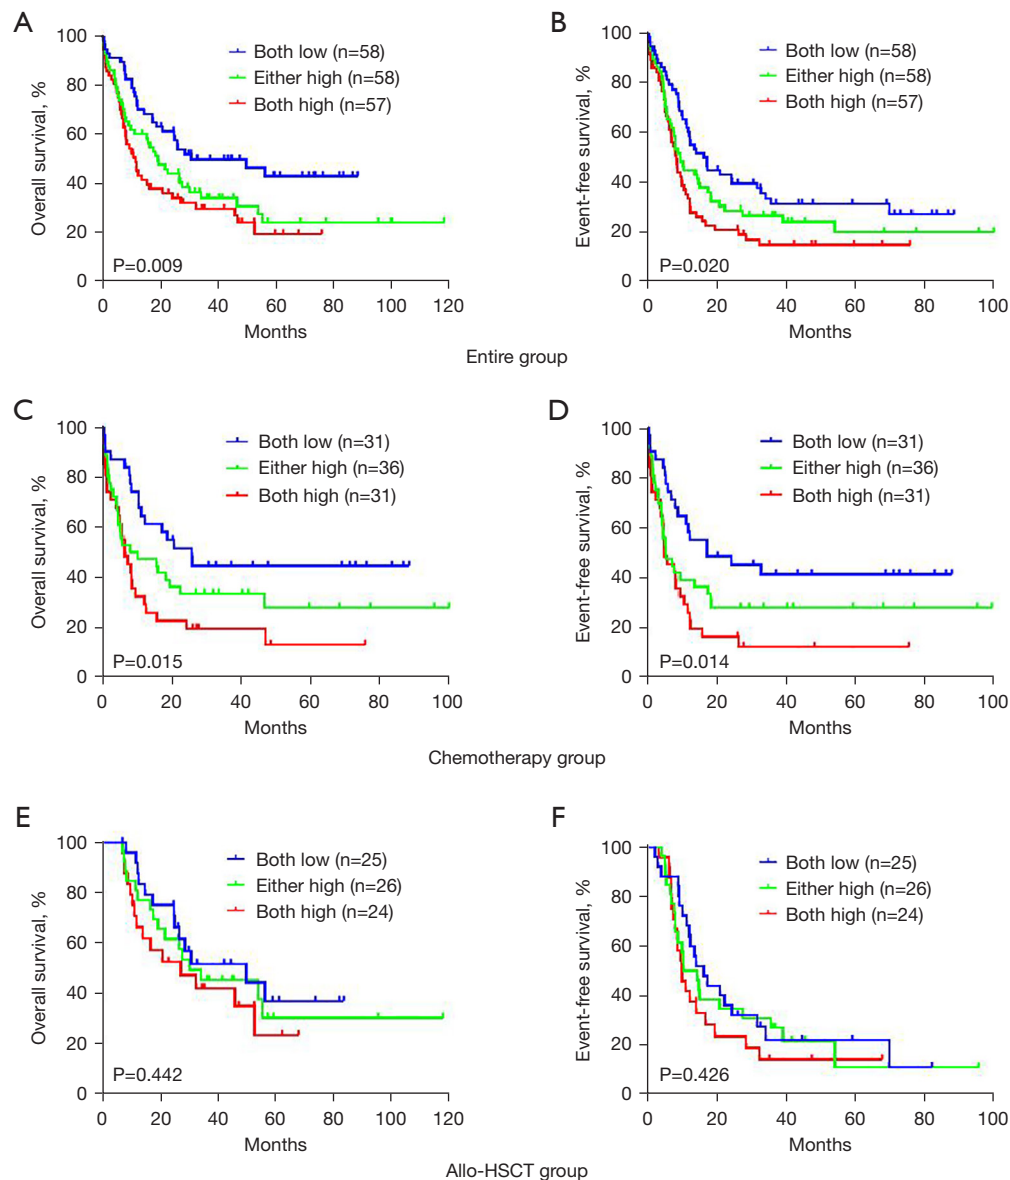 A
Overall survival, %
100
80
60
40
20
0
Both low (n=58)
Either high (n=58)
Both high (n=57)
P=0.009
0 20 40 60 80 100 120
Months
B
Event-free survival, %
100
80
60
40
20
0
Both low (n=58)
Either high (n=58)
Both high (n=57)
P=0.020
0 20 40 60 80 100
Months
Entire group
C
Overall survival, %
100
80
60
40
20
0
Both low (n=31)
Either high (n=36)
Both high (n=31)
P=0.015
0 20 40 60 80 100
Months
D
Event-free survival, %
100
80
60
40
20
0
Both low (n=31)
Either high (n=36)
Both high (n=31)
P=0.014
0 20 40 60 80 100
Months
Chemotherapy group
E
Overall survival, %
100
80
60
40
20
0
Both low (n=25)
Either high (n=26)
Both high (n=24)
P=0.442
0 20 40 60 80 100 120
Months
F
Event-free survival, %
100
80
60
40
20
0
Both low (n=25)
Either high (n=26)
Both high (n=24)
P=0.426
0 20 40 60 80 100
Months
Allo-HSCT group